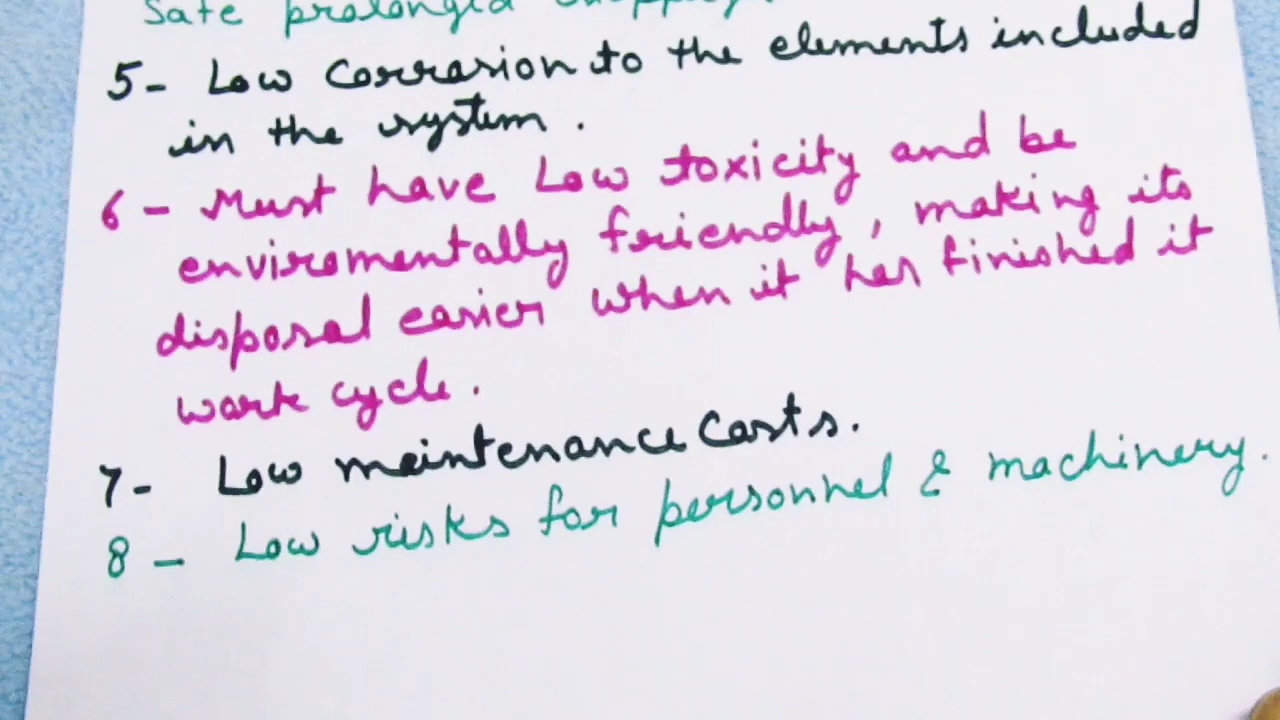 Safe prolonged
5- Low corrosion to the elements included
in the system.
6- Must have Low toxicity and be
enviromentally friendly, making its
disposal easier when it has finished it
work cycle.
7- Low maintenance Costs.
8- Low risks for personnel & machinery.